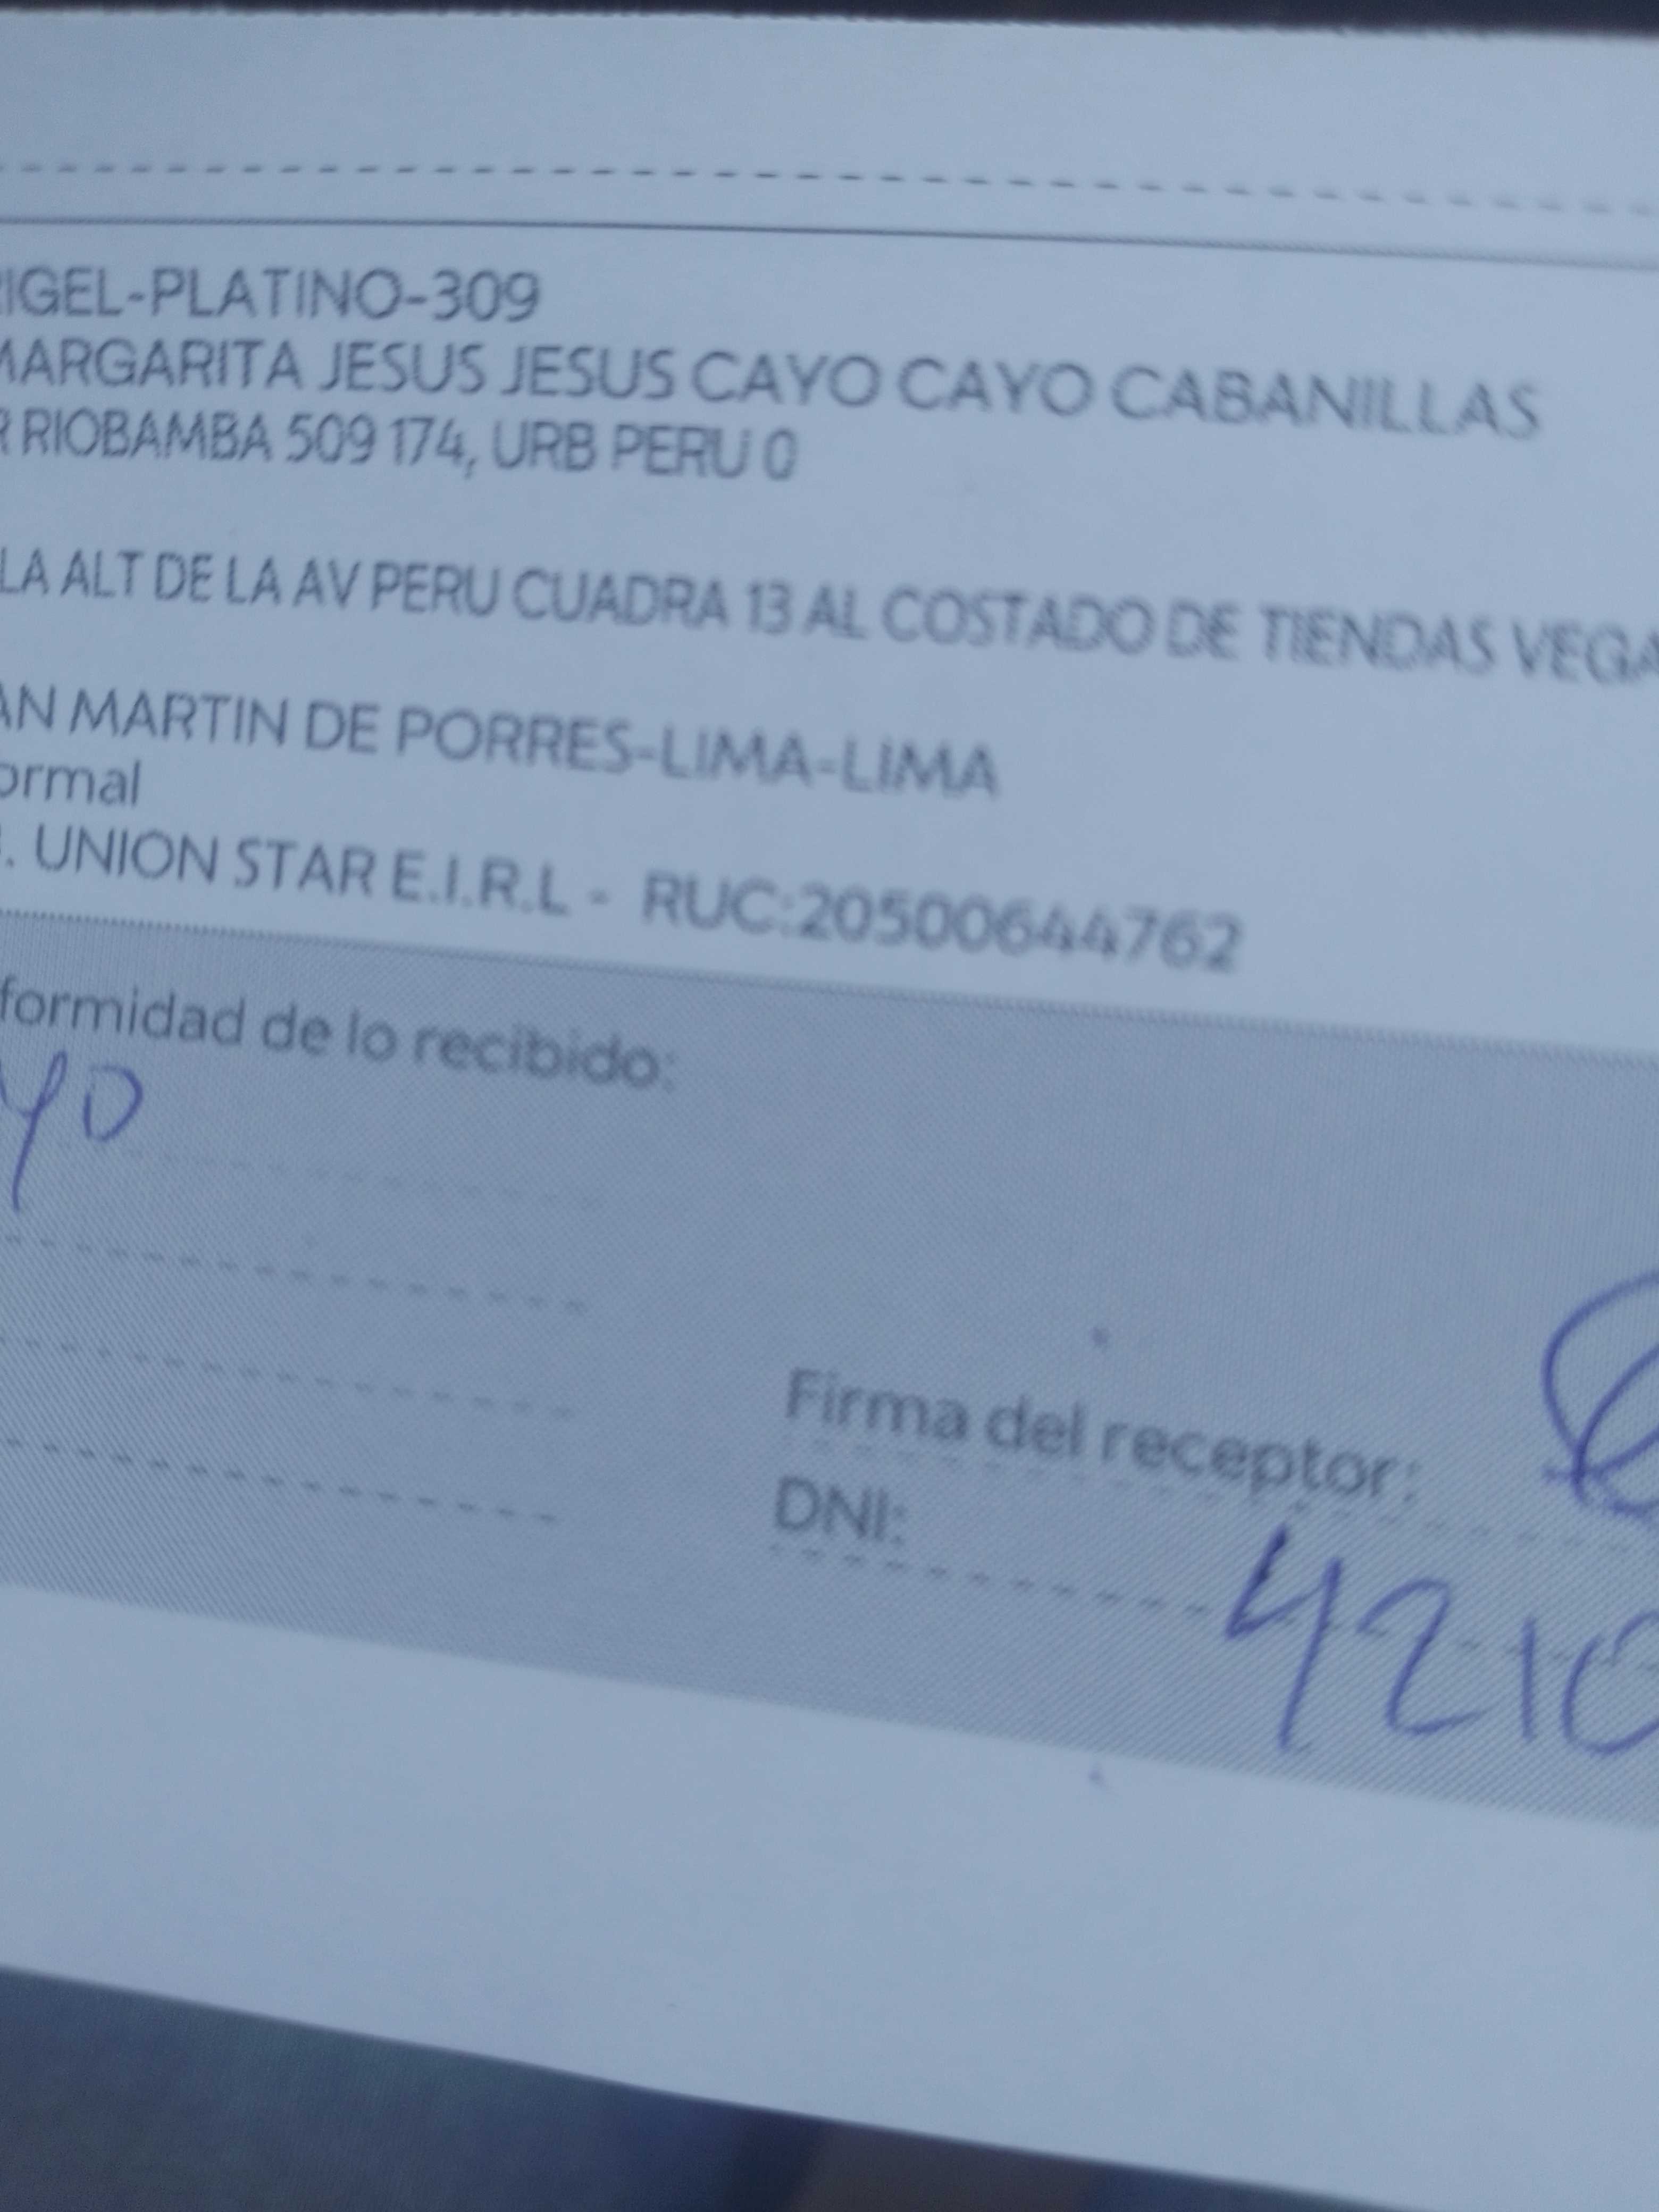 IGEL-PLATINO-309
MARGARITA JESUS JESUS CAYO CAYO CABANILLAS
R RIOBAMBA 509 174, URB PERU 0
LA ALT DE LA AV PERU CUADRA 13 AL COSTADO DE TIENDAS VEGA
AN MARTIN DE PORRES-LIMA-LIMA
ormal
. UNION STAR E.I.R.L - RUC:20500644762
formidad de lo recibido:
yo
Firma del receptor:
DNI: 4210